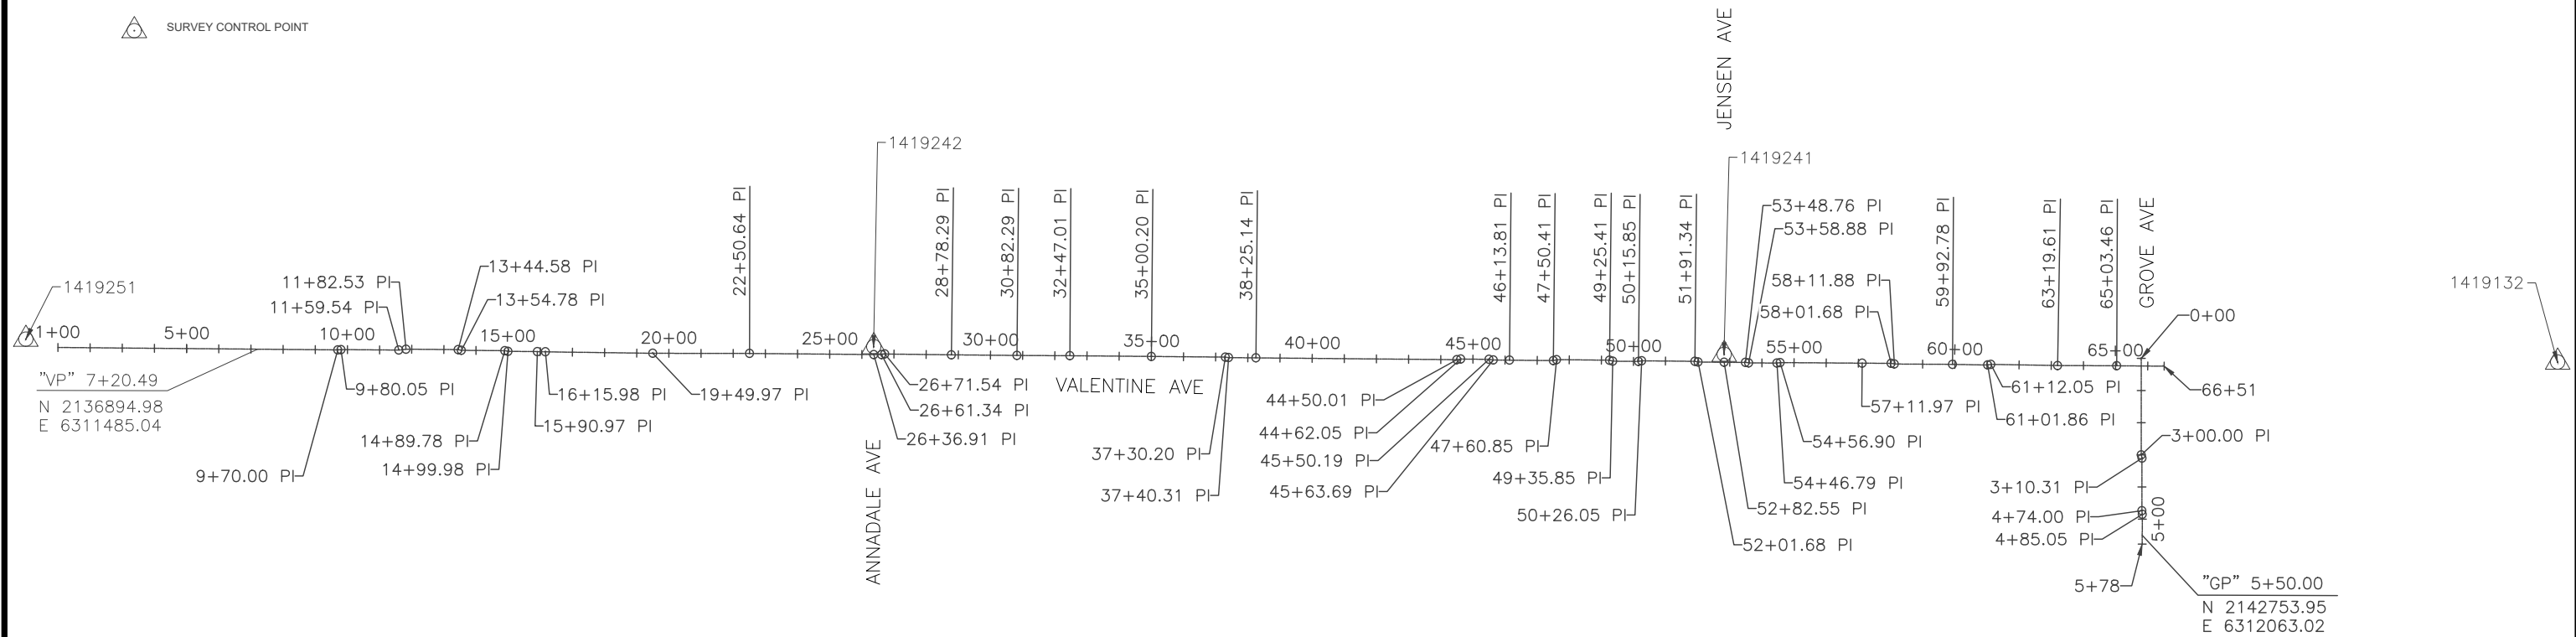 SURVEY CONTROL POINT
1419251
1+00
5+00
10+00
15+00
20+00
25+00
30+00
35+00
40+00
45+00
50+00
55+00
60+00
65+00
"VP" 7+20.49
N 2136894.98
E 6311485.04
9+70.00 PI
9+80.05 PI
11+59.54 PI
11+82.53 PI
13+44.58 PI
13+54.78 PI
14+89.78 PI
14+99.98 PI
15+90.97 PI
16+15.98 PI
19+49.97 PI
22+50.64 PI
1419242
ANNADALE AVE
26+71.54 PI
26+61.34 PI
26+36.91 PI
28+78.29 PI
30+82.29 PI
32+47.01 PI
35+00.20 PI
VALENTINE AVE
37+30.20 PI
37+40.31 PI
38+25.14 PI
44+50.01 PI
44+62.05 PI
45+50.19 PI
45+63.69 PI
46+13.81 PI
47+50.41 PI
47+60.85 PI
49+25.41 PI
49+35.85 PI
50+15.85 PI
50+26.05 PI
51+91.34 PI
52+01.68 PI
52+82.55 PI
JENSEN AVE
1419241
53+48.76 PI
53+58.88 PI
54+46.79 PI
54+56.90 PI
57+11.97 PI
58+11.88 PI
58+01.68 PI
59+92.78 PI
61+12.05 PI
61+01.86 PI
63+19.61 PI
65+03.46 PI
GROVE AVE
0+00
66+51
3+00.00 PI
3+10.31 PI
4+74.00 PI
4+85.05 PI
5+00
5+78
"GP" 5+50.00
N 2142753.95
E 6312063.02
1419132